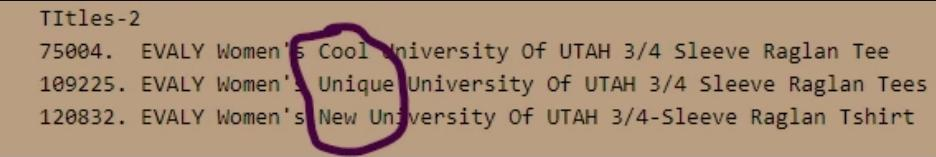 TItles-2
75004. EVALY Women's Cool University Of UTAH 3/4 Sleeve Raglan Tee
109225. EVALY Women's Unique University Of UTAH 3/4 Sleeve Raglan Tees
120832. EVALY Women's New University Of UTAH 3/4-Sleeve Raglan Tshirt